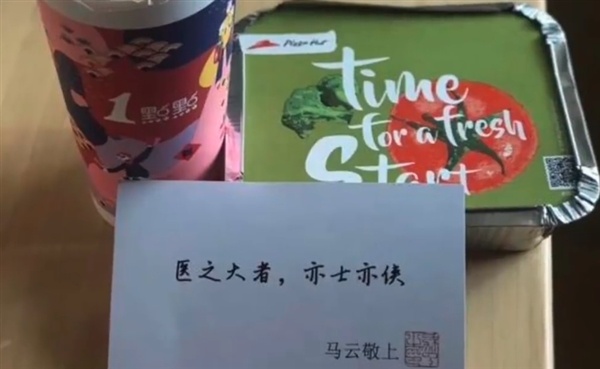 1點點
Pizza Hut
time
for a fresh
Start
医之大者，亦士亦侠
马云敬上